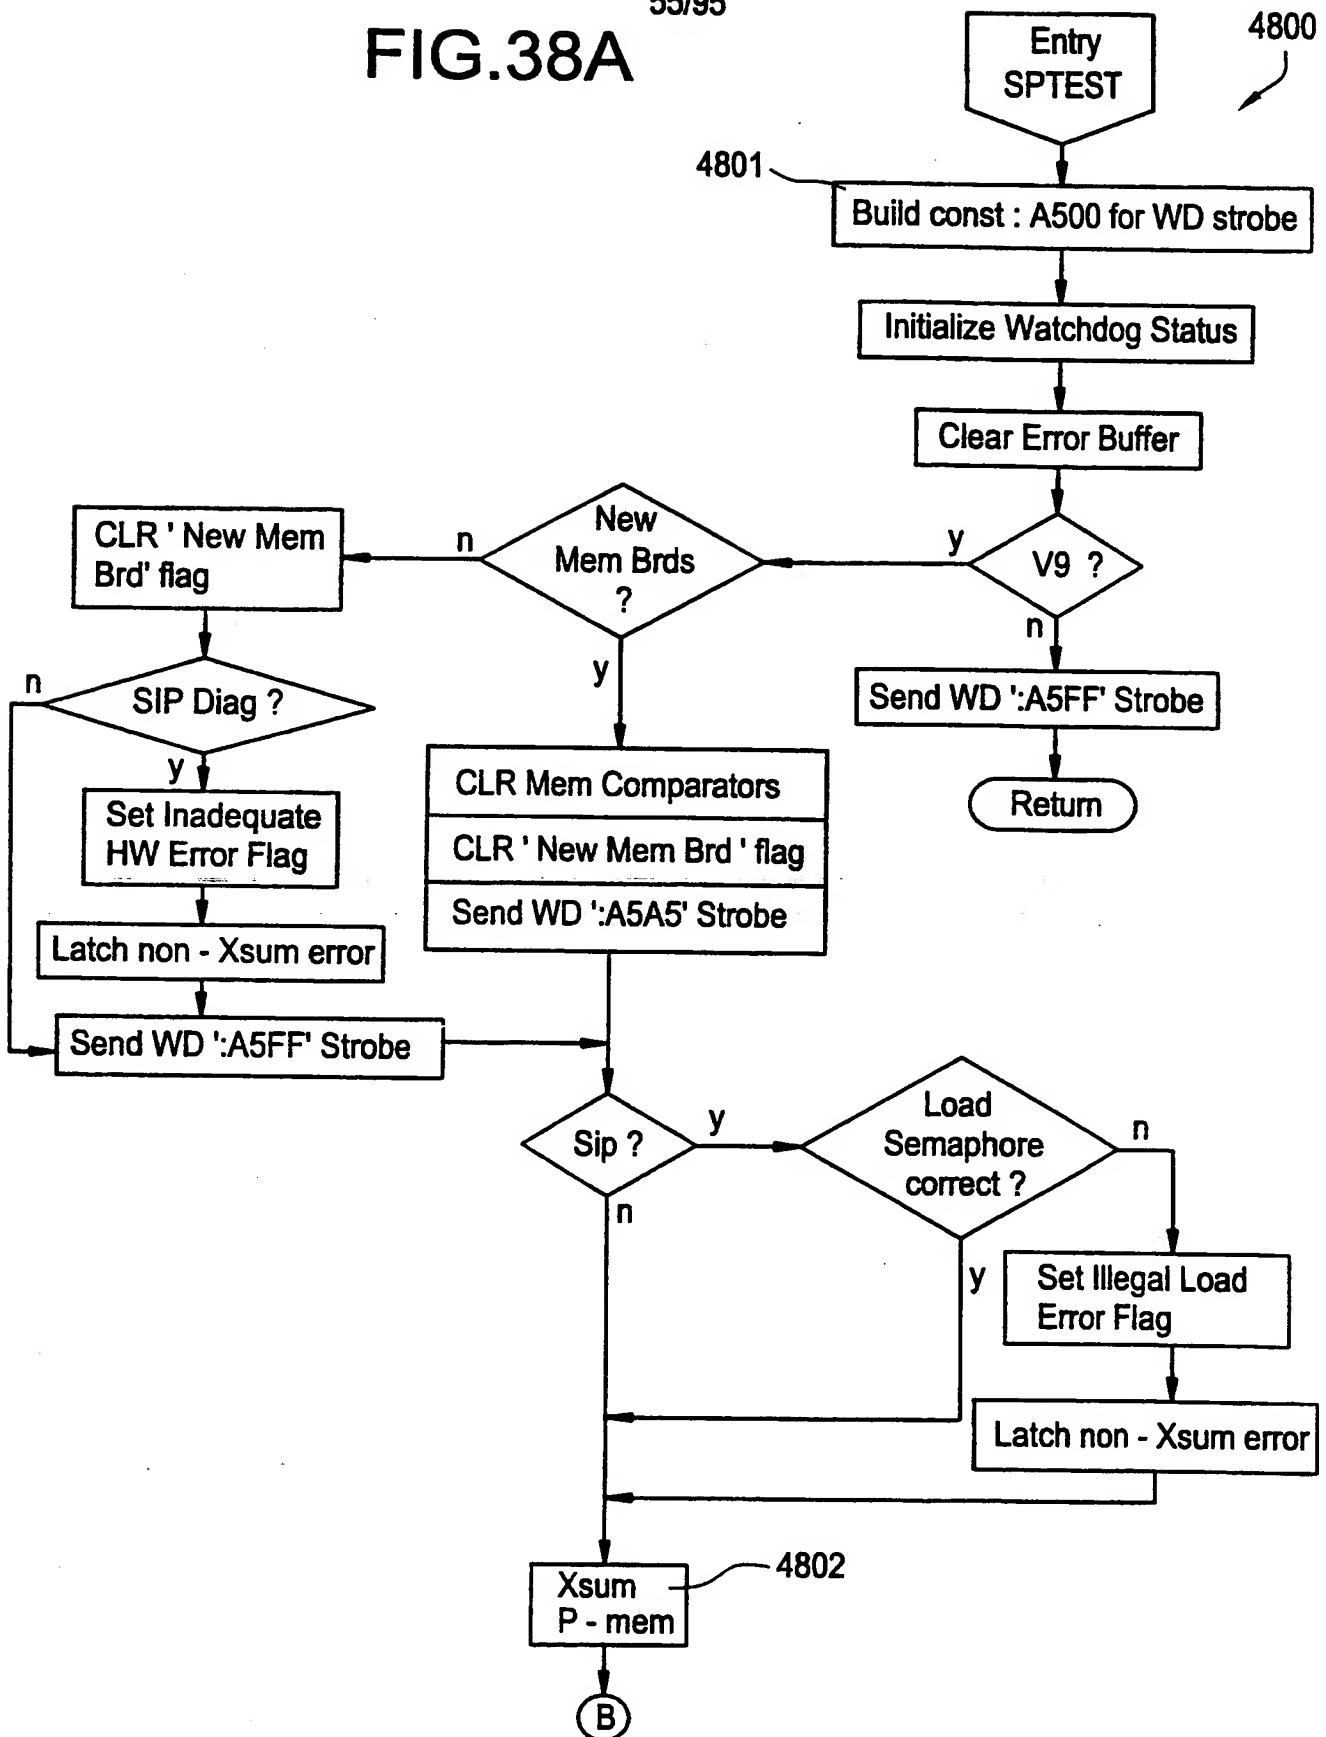 55/95
FIG.38A
4800
Entry
SPTEST
4801
Build const : A500 for WD strobe
Initialize Watchdog Status
Clear Error Buffer
V9 ?
y
n
Send WD ':A5FF' Strobe
Return
New
Mem Brds
?
n
y
CLR ' New Mem
Brd' flag
SIP Diag ?
n
y
Set Inadequate
HW Error Flag
Latch non - Xsum error
Send WD ':A5FF' Strobe
CLR Mem Comparators
CLR ' New Mem Brd ' flag
Send WD ':A5A5' Strobe
Sip ?
y
n
Load
Semaphore
correct ?
n
y
Set Illegal Load
Error Flag
Latch non - Xsum error
Xsum
P - mem
4802
B